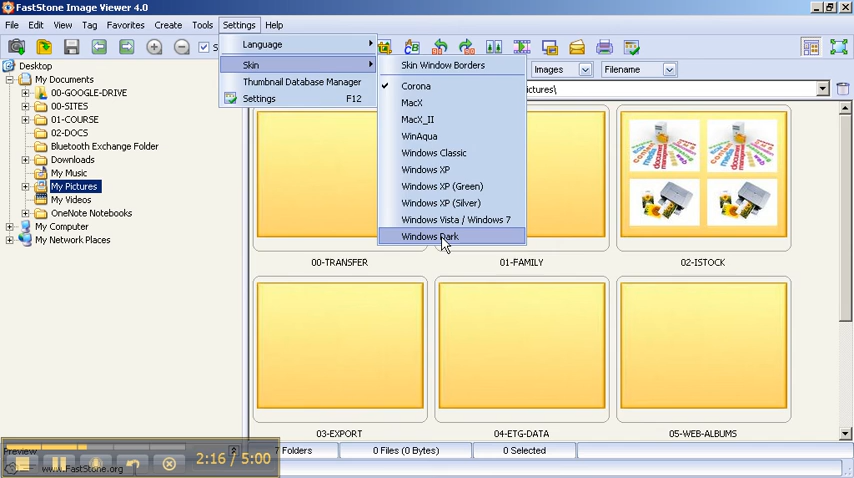 FastStone Image Viewer 4.0
File Edit View Tag Favorites Create Tools Settings Help
S
Images Filename
ictures\
Language
Skin
Thumbnail Database Manager
Settings F12
Skin Window Borders
Corona
MacX
MacX_II
WinAqua
Windows Classic
Windows XP
Windows XP (Green)
Windows XP (Silver)
Windows Vista / Windows 7
Windows Dark
Desktop
My Documents
00-GOOGLE-DRIVE
00-SITES
01-COURSE
02-DOCS
Bluetooth Exchange Folder
Downloads
My Music
My Pictures
My Videos
OneNote Notebooks
My Computer
My Network Places
00-TRANSFER 01-FAMILY 02-ISTOCK
03-EXPORT 04-ETG-DATA 05-WEB-ALBUMS
Preview
7 Folders 0 Files (0 Bytes) 0 Selected
2:16 / 5:00
www.FastStone.org